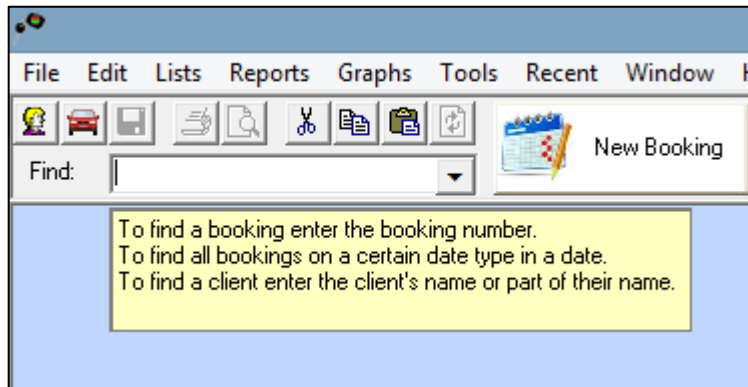 File Edit Lists Reports Graphs Tools Recent Window
Find:
New Booking
To find a booking enter the booking number.
To find all bookings on a certain date type in a date.
To find a client enter the client's name or part of their name.